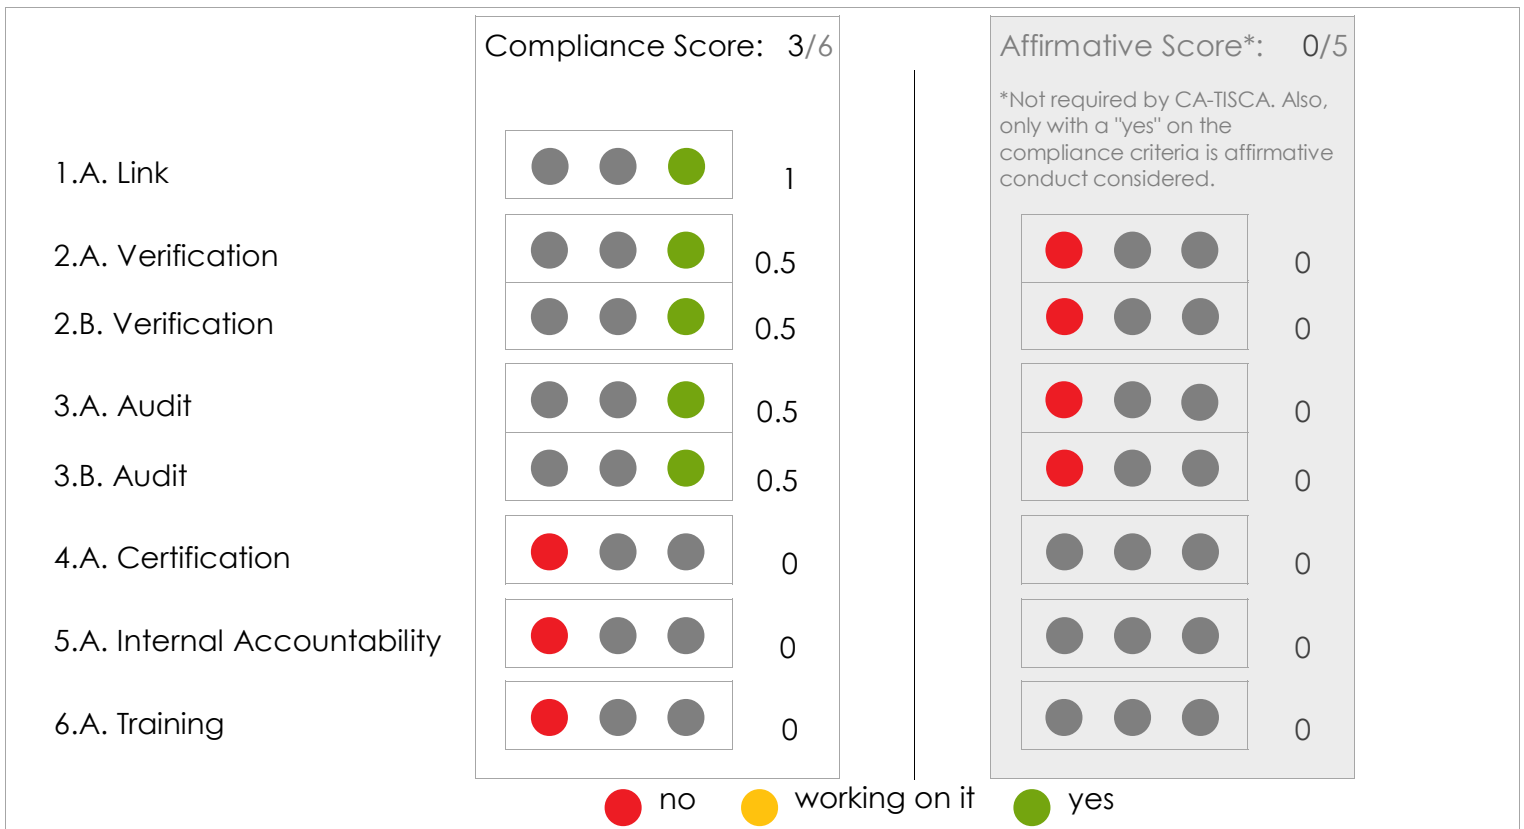 Compliance Score: 3/6
Affirmative Score*: 0/5
*Not required by CA-TISCA. Also,
only with a "yes" on the
compliance criteria is affirmative
conduct considered.
1.A. Link 1
2.A. Verification 0.5 0
2.B. Verification 0.5 0
3.A. Audit 0.5 0
3.B. Audit 0.5 0
4.A. Certification 0 0
5.A. Internal Accountability 0 0
6.A. Training 0 0
no working on it yes